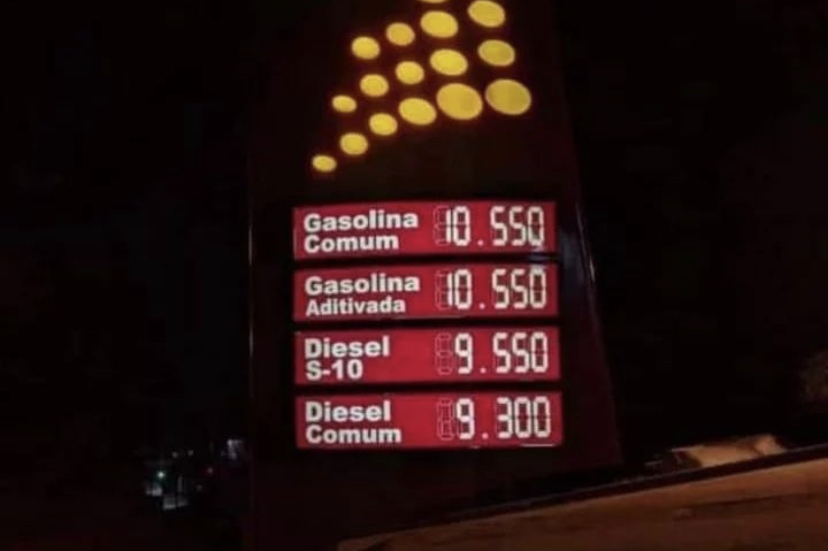 Gasolina 10.550
Comum
Gasolina 10.550
Aditivada
Diesel 9.550
S-10
Diesel 9.300
Comum